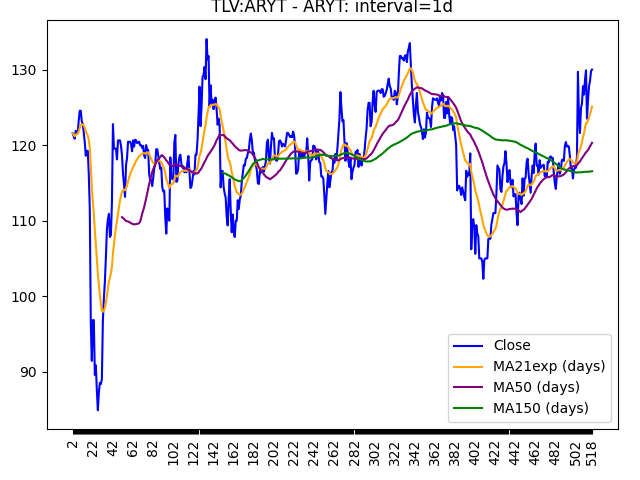 TLV:ARYT - ARYT: interval=1d
130
120
110
100
90
Close
MA21exp (days)
MA50 (days)
MA150 (days)
2 22 42 62 82 102 122 142 162 182 202 222 242 262 282 302 322 342 362 382 402 422 442 462 482 502 518